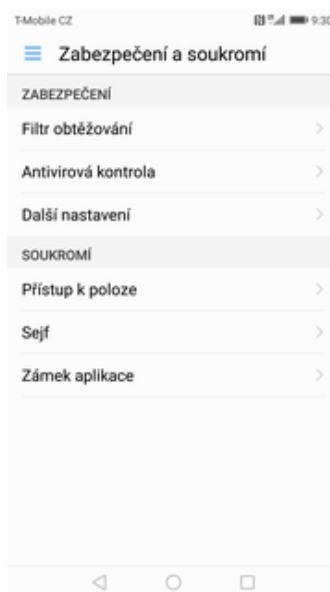 T-Mobile CZ 9:30
Zabezpečení a soukromí
ZABEZPEČENÍ
Filtr obtěžování
Antivirová kontrola
Další nastavení
SOUKROMÍ
Přístup k poloze
Sejf
Zámek aplikace